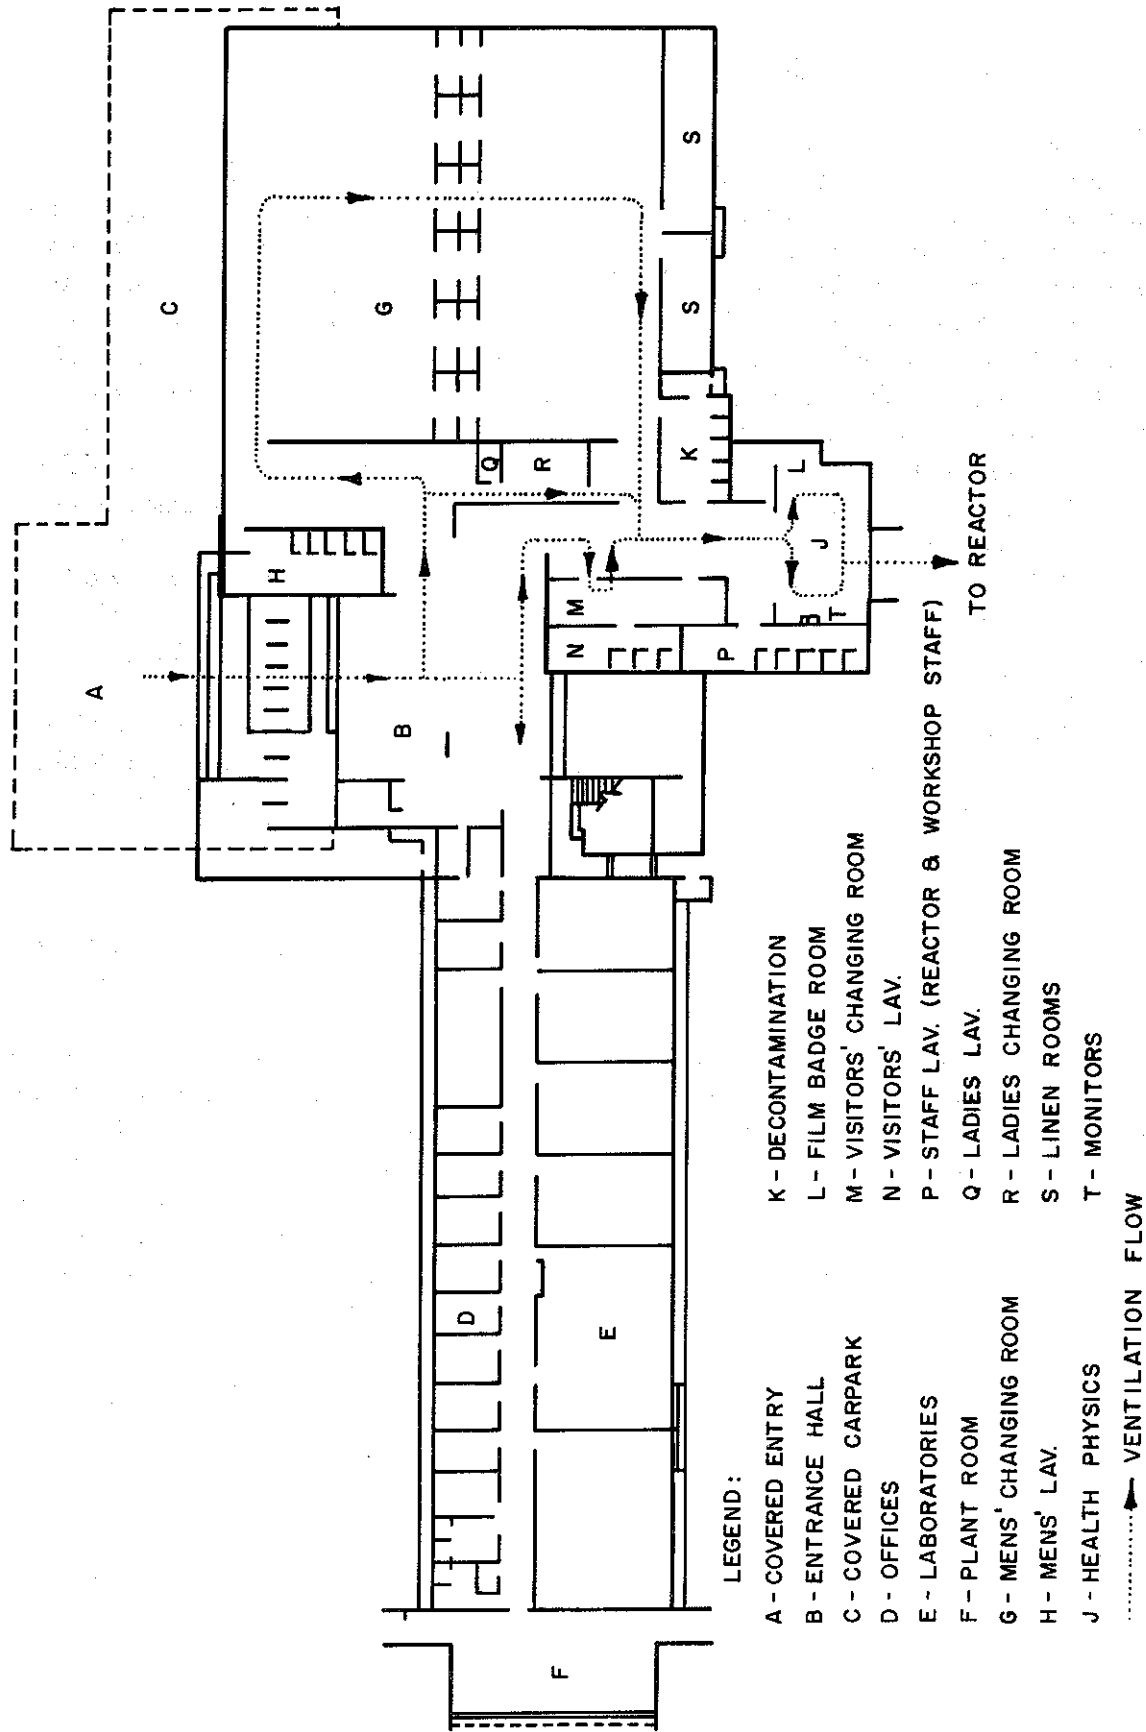 A
C
H
B
G
Q
R
S
S
K
L
J
M
N
P
T
TO REACTOR
D
E
F
LEGEND:
A - COVERED ENTRY
B - ENTRANCE HALL
C - COVERED CARPARK
D - OFFICES
E - LABORATORIES
F - PLANT ROOM
G - MENS' CHANGING ROOM
H - MENS' LAV.
J - HEALTH PHYSICS
K - DECONTAMINATION
L - FILM BADGE ROOM
M - VISITORS' CHANGING ROOM
N - VISITORS' LAV.
P - STAFF LAV. (REACTOR & WORKSHOP STAFF)
Q - LADIES LAV.
R - LADIES CHANGING ROOM
S - LINEN ROOMS
T - MONITORS
VENTILATION FLOW